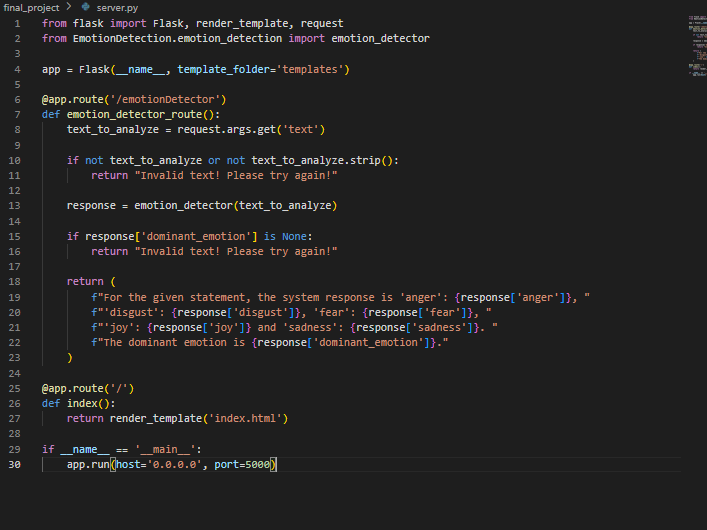 final_project > server.py
1 from flask import Flask, render_template, request
2 from EmotionDetection.emotion_detection import emotion_detector
3
4 app = Flask(__name__, template_folder='templates')
5
6 @app.route('/emotionDetector')
7 def emotion_detector_route():
8     text_to_analyze = request.args.get('text')
9
10     if not text_to_analyze or not text_to_analyze.strip():
11         return "Invalid text! Please try again!"
12
13     response = emotion_detector(text_to_analyze)
14
15     if response['dominant_emotion'] is None:
16         return "Invalid text! Please try again!"
17
18     return (
19         f"For the given statement, the system response is 'anger': {response['anger']}, "
20         f"'disgust': {response['disgust']}, 'fear': {response['fear']}, "
21         f"'joy': {response['joy']} and 'sadness': {response['sadness']}. "
22         f"The dominant emotion is {response['dominant_emotion']}."
23     )
24
25 @app.route('/')
26 def index():
27     return render_template('index.html')
28
29 if __name__ == '__main__':
30     app.run(host='0.0.0.0', port=5000)